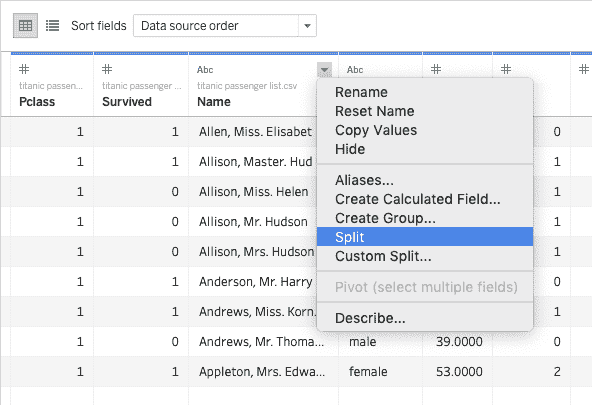 Sort fields Data source order
# # Abc Abc # # #
titanic passen... titanic passenger ... titanic passenger list.csv
Pclass Survived Name
Rename
Reset Name
Copy Values
Hide
Aliases...
Create Calculated Field...
Create Group...
Split
Custom Split...
Pivot (select multiple fields)
Describe...
1 1 Allen, Miss. Elisabet 0
1 1 Allison, Master. Hud 1
1 0 Allison, Miss. Helen 1
1 0 Allison, Mr. Hudson 1
1 0 Allison, Mrs. Hudson 1
1 1 Anderson, Mr. Harry 0
1 1 Andrews, Miss. Korn... 1
1 0 Andrews, Mr. Thoma... male 39.0000 0
1 1 Appleton, Mrs. Edwa... female 53.0000 2